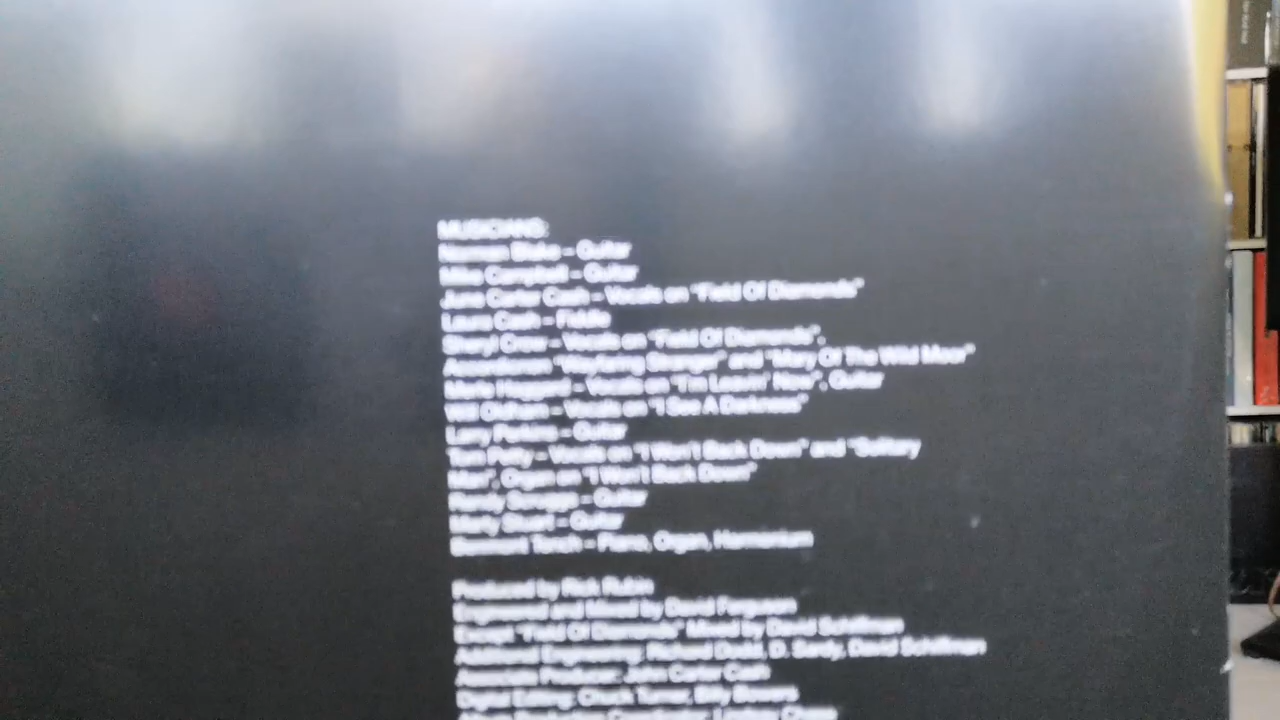 MUSICIANS:
Norman Blake – Guitar
Mike Campbell – Guitar
June Carter Cash – Vocals on "Field Of Diamonds"
Laura Cash – Fiddle
Sheryl Crow – Vocals on "Field Of Diamonds",
Accordion on "Wayfaring Stranger" and "Mary Of The Wild Moor"
Merle Haggard – Vocals on "I'm Leavin' Now", Guitar
Will Oldham – Vocals on "I See A Darkness"
Larry Perkins – Guitar
Tom Petty – Vocals on "I Won't Back Down" and "Solitary
Man", Organ on "I Won't Back Down"
Randy Scruggs – Guitar
Marty Stuart – Guitar
Benmont Tench – Piano, Organ, Harmonium
Produced by Rick Rubin
Engineered and Mixed by David Ferguson
Except "Field Of Diamonds" Mixed by David Schiffman
Additional Engineering: Richard Dodd, D. Sardy, David Schiffman
Associate Producer: John Carter Cash
Digital Editing: Chuck Turner, Billy Bowers
Lindsay Chase